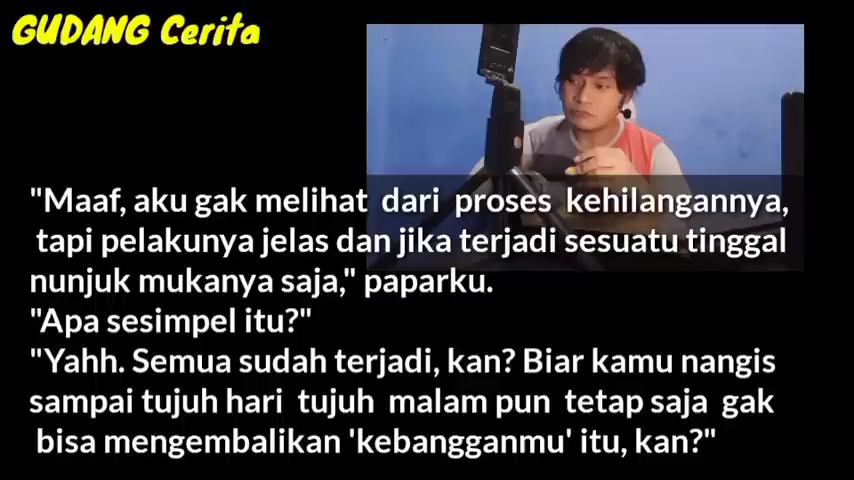 GUDANG Cerita
"Maaf, aku gak melihat dari proses kehilangannya,
tapi pelakunya jelas dan jika terjadi sesuatu tinggal
nunjuk mukanya saja," paparku.
"Apa sesimpel itu?"
"Yahh. Semua sudah terjadi, kan? Biar kamu nangis
sampai tujuh hari tujuh malam pun tetap saja gak
bisa mengembalikan 'kebangganmu' itu, kan?"